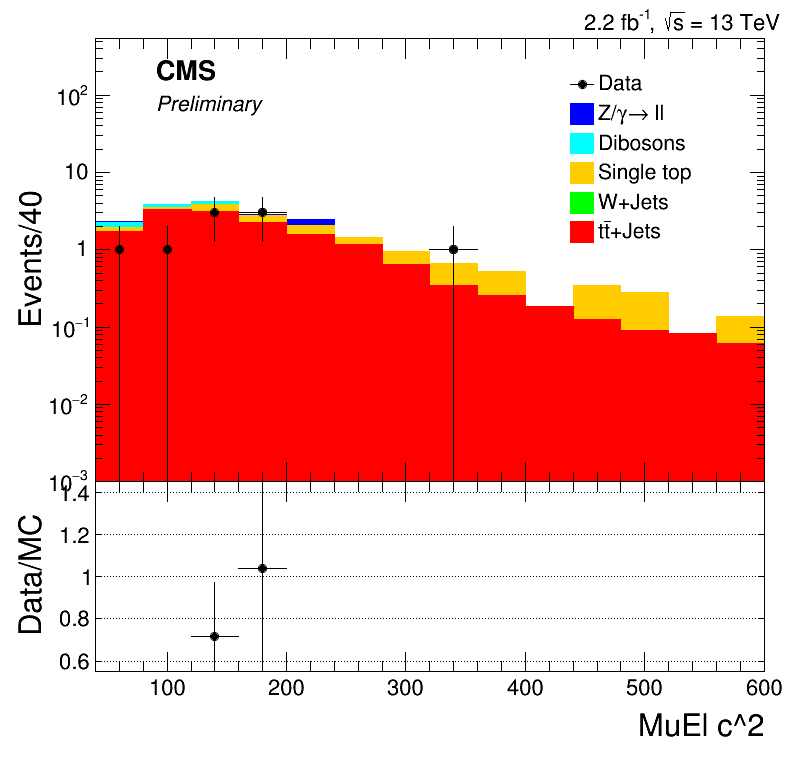 2.2 fb⁻¹, √s = 13 TeV
CMS
Preliminary
Data
Z/γ→ ll
Dibosons
Single top
W+Jets
tt̄+Jets
Events/40
10²
10
1
10⁻¹
10⁻²
10⁻³
Data/MC
1.4
1.2
1
0.8
0.6
100 200 300 400 500 600
MuEl c^2